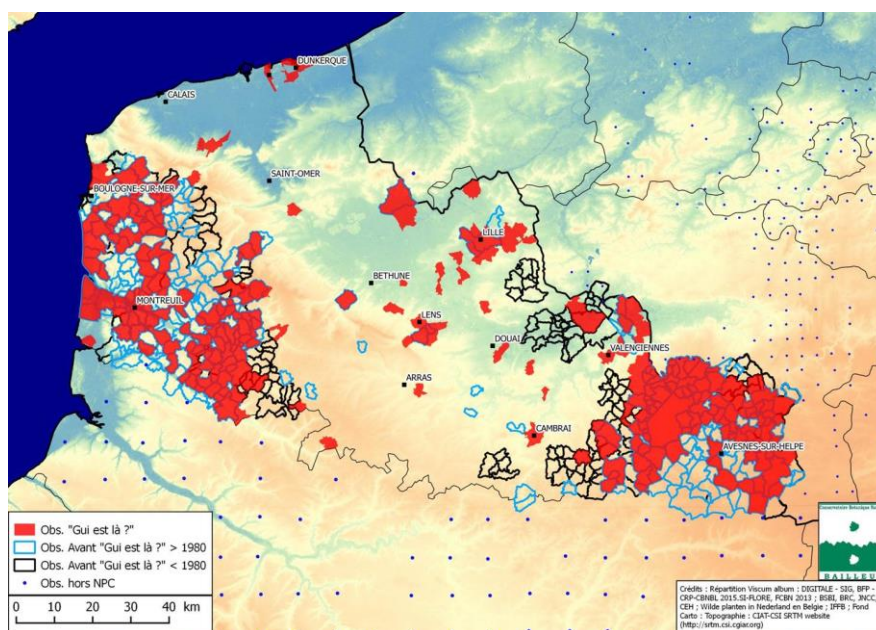 DUNKERQUE
CALAIS
SAINT-OMER
BOULOGNE-SUR-MER
LILLE
BETHUNE
MONTREUIL
LENS
DOUAI
VALENCIENNES
ARRAS
CAMBRAI
AVESNES-SUR-HELPE
Obs. "Gui est là ?"
Obs. Avant "Gui est là ?" > 1980
Obs. Avant "Gui est là ?" < 1980
Obs. hors NPC
0 10 20 30 40 km
Conservatoire Botanique
BAILLEUL
Crédits : Répartition Viscum album : DIGITALE - SIG, BFP -
CRP-CBNBL 2015.SI-FLORE, FCBN 2013 ; BSBI, BRC, JNCC,
CEH ; Wilde planten in Nederland en Belgie ; IFFB ; Fond
Carto : Topographie : CIAT-CSI SRTM website
(http://srtm.csi.cgiar.org)